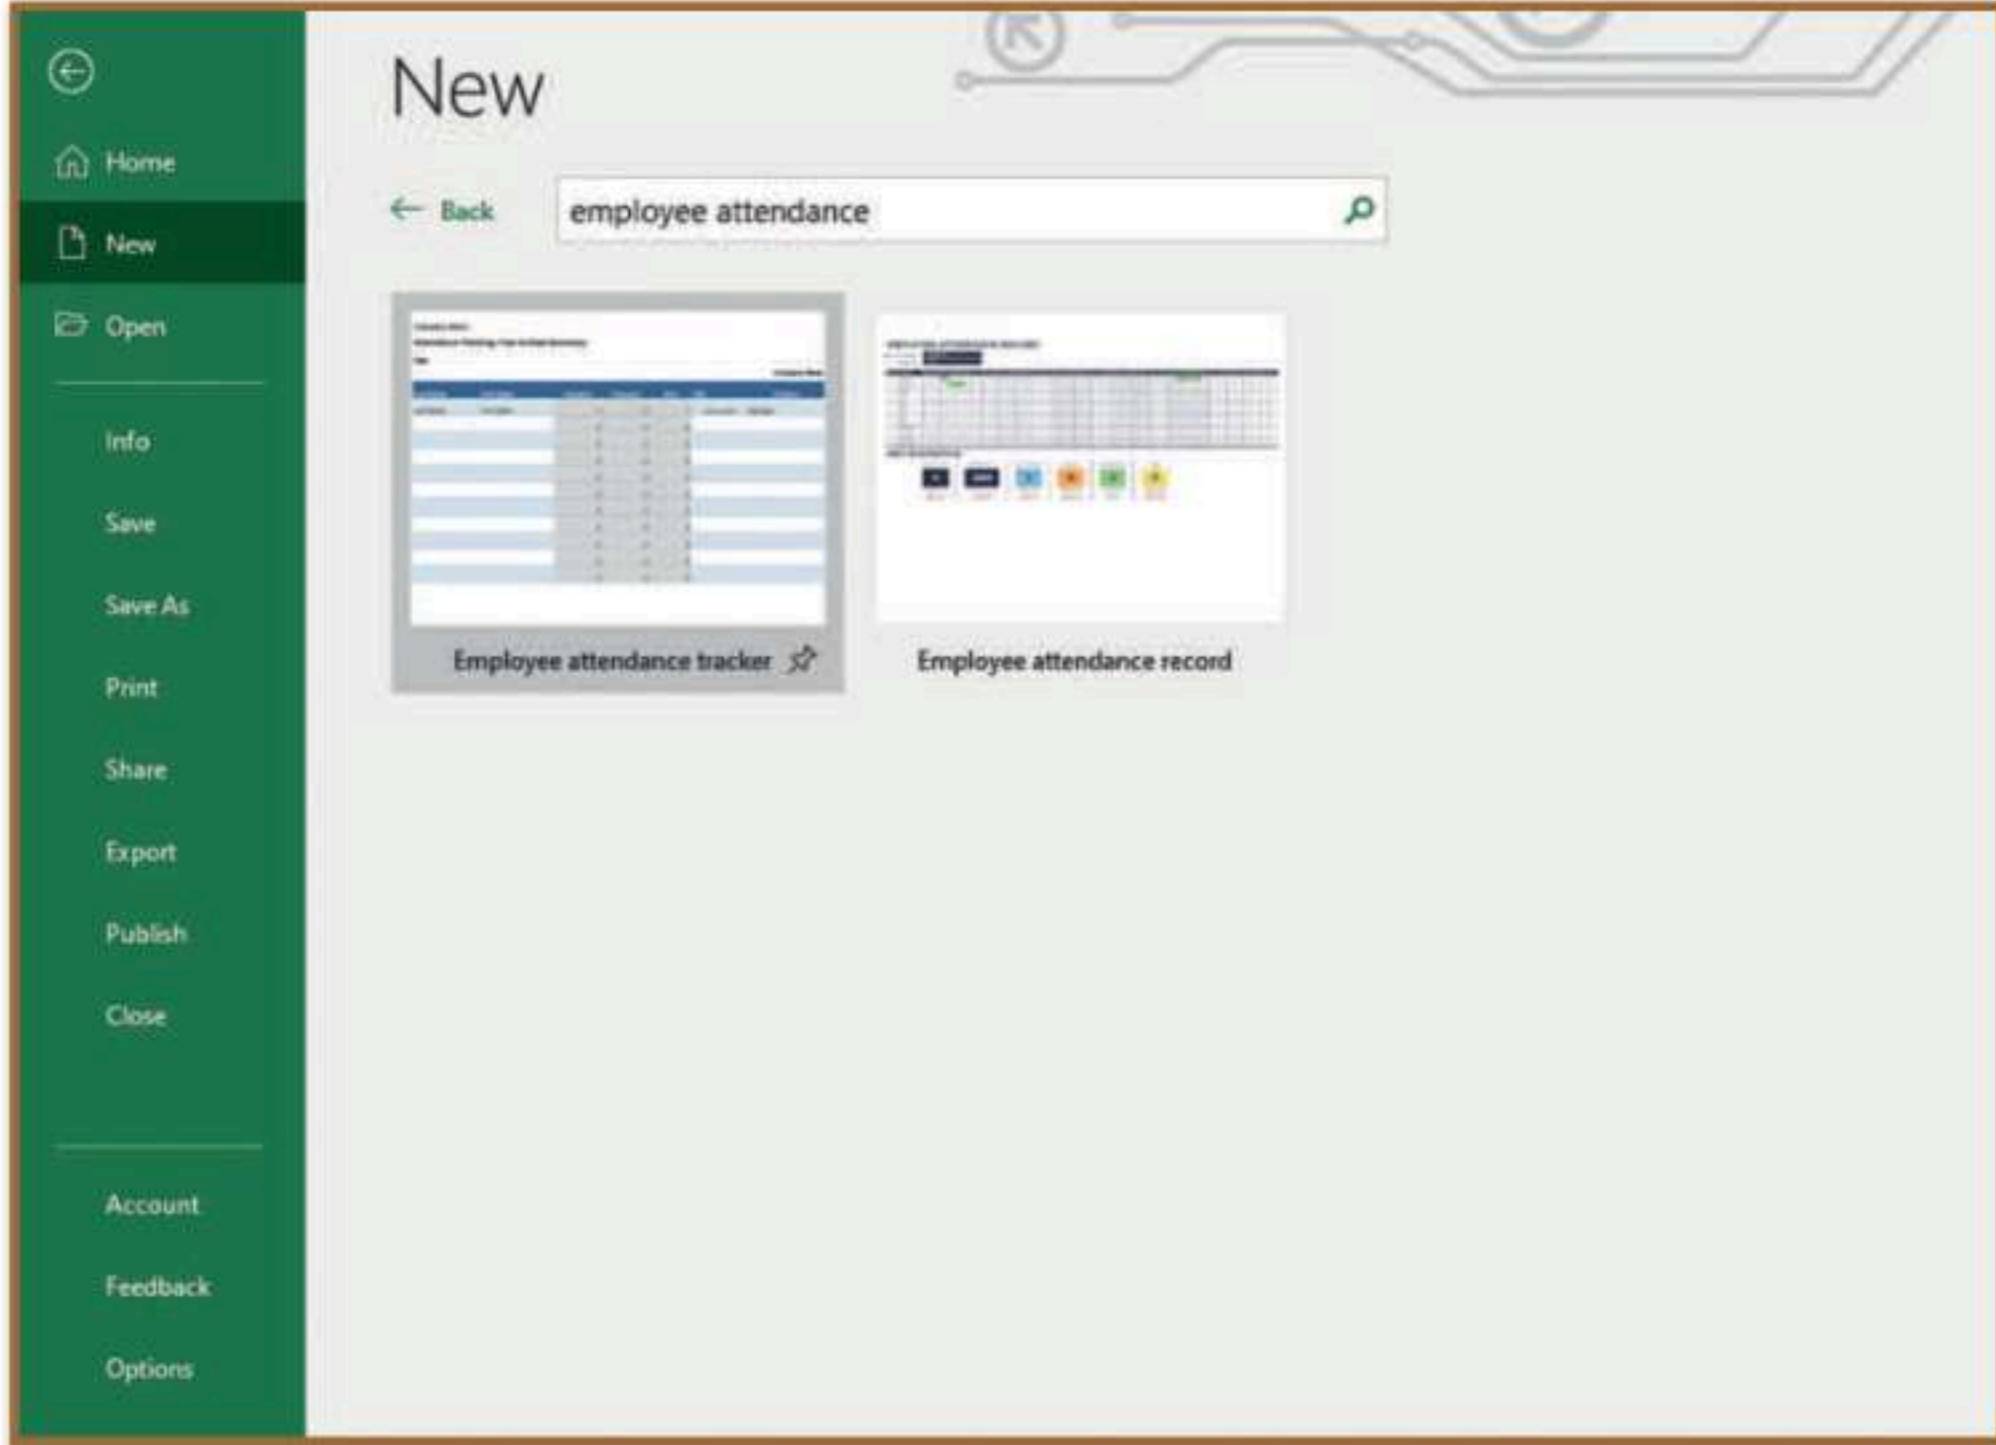 New
Home
New
Open
Info
Save
Save As
Print
Share
Export
Publish
Close
Account
Feedback
Options
Back
employee attendance
Employee attendance tracker
Employee attendance record